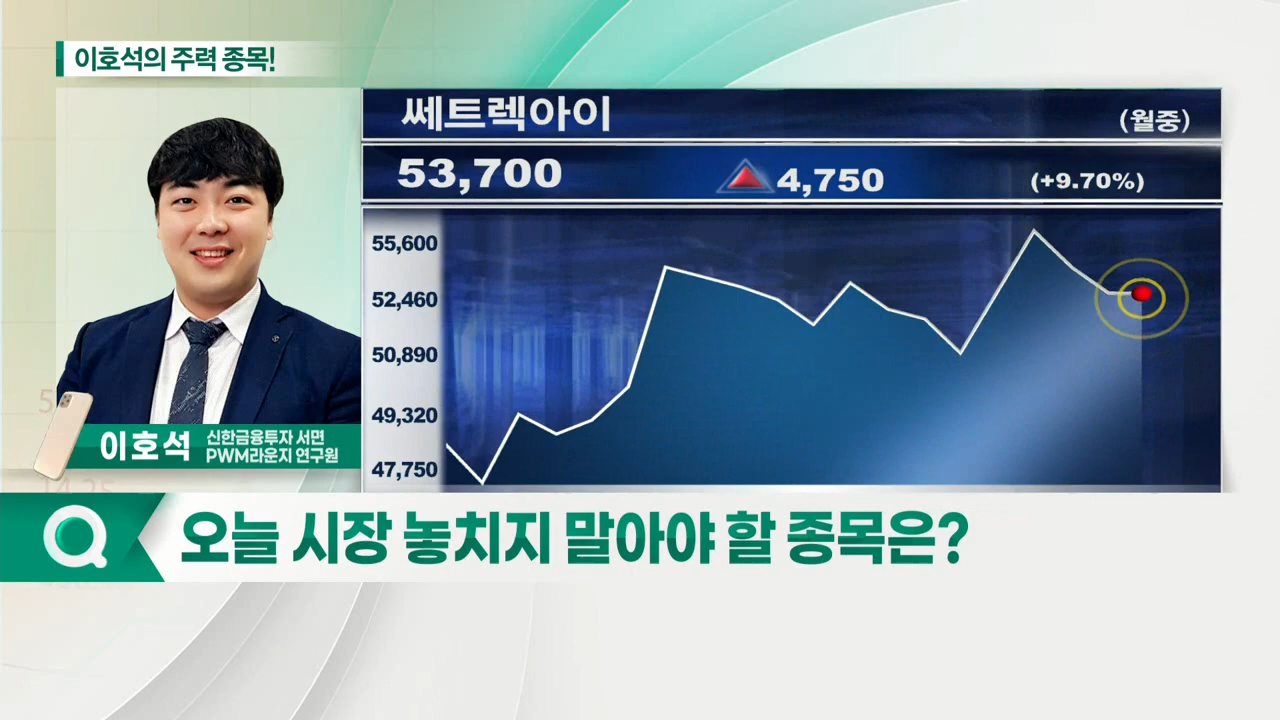 이호석의 주력 종목!
쎄트렉아이
(월중)
53,700
4,750
(+9.70%)
55,600
52,460
50,890
49,320
47,750
이호석
신한금융투자 서면
PWM라운지 연구원
오늘 시장 놓치지 말아야 할 종목은?